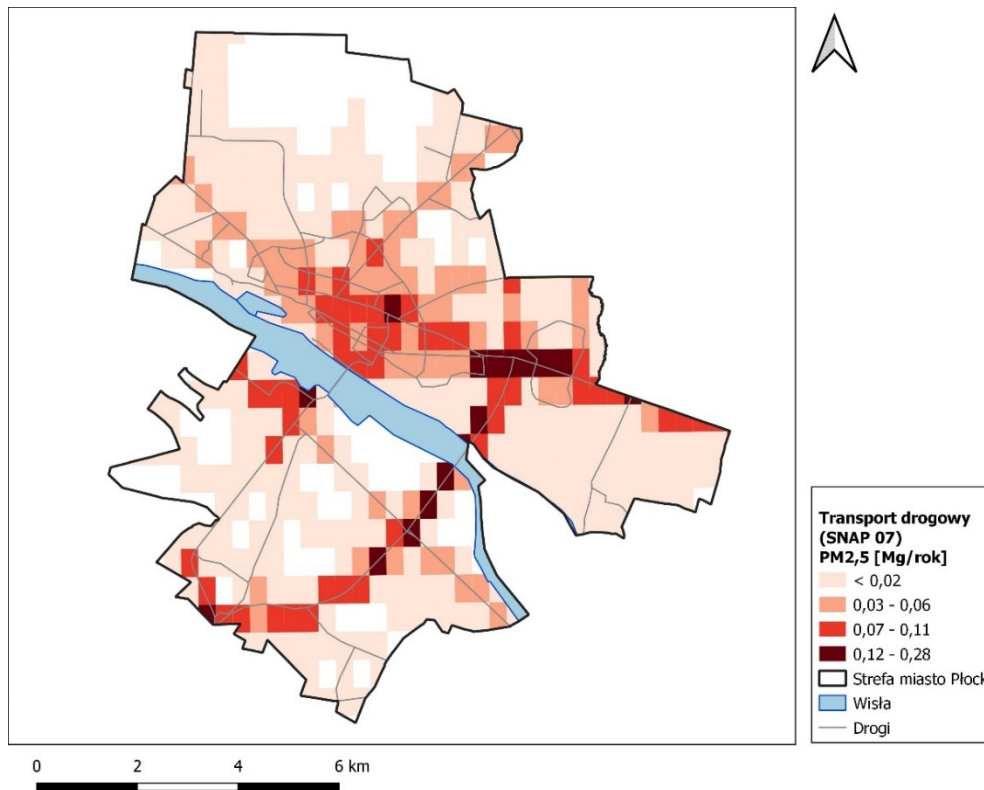 Transport drogowy
(SNAP 07)
PM2,5 [Mg/rok]
< 0,02
0,03 - 0,06
0,07 - 0,11
0,12 - 0,28
Strefa miasto Płock
Wisła
Drogi
0 2 4 6 km